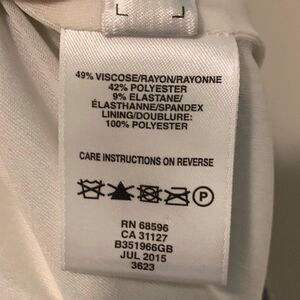 49% VISCOSE/RAYON/RAYONNE
42% POLYESTER
9% ELASTANE/
ÉLASTHANNE/SPANDEX
LINING/DOUBLURE:
100% POLYESTER
CARE INSTRUCTIONS ON REVERSE
P
RN 68596
CA 31127
B351966GB
JUL 2015
3623